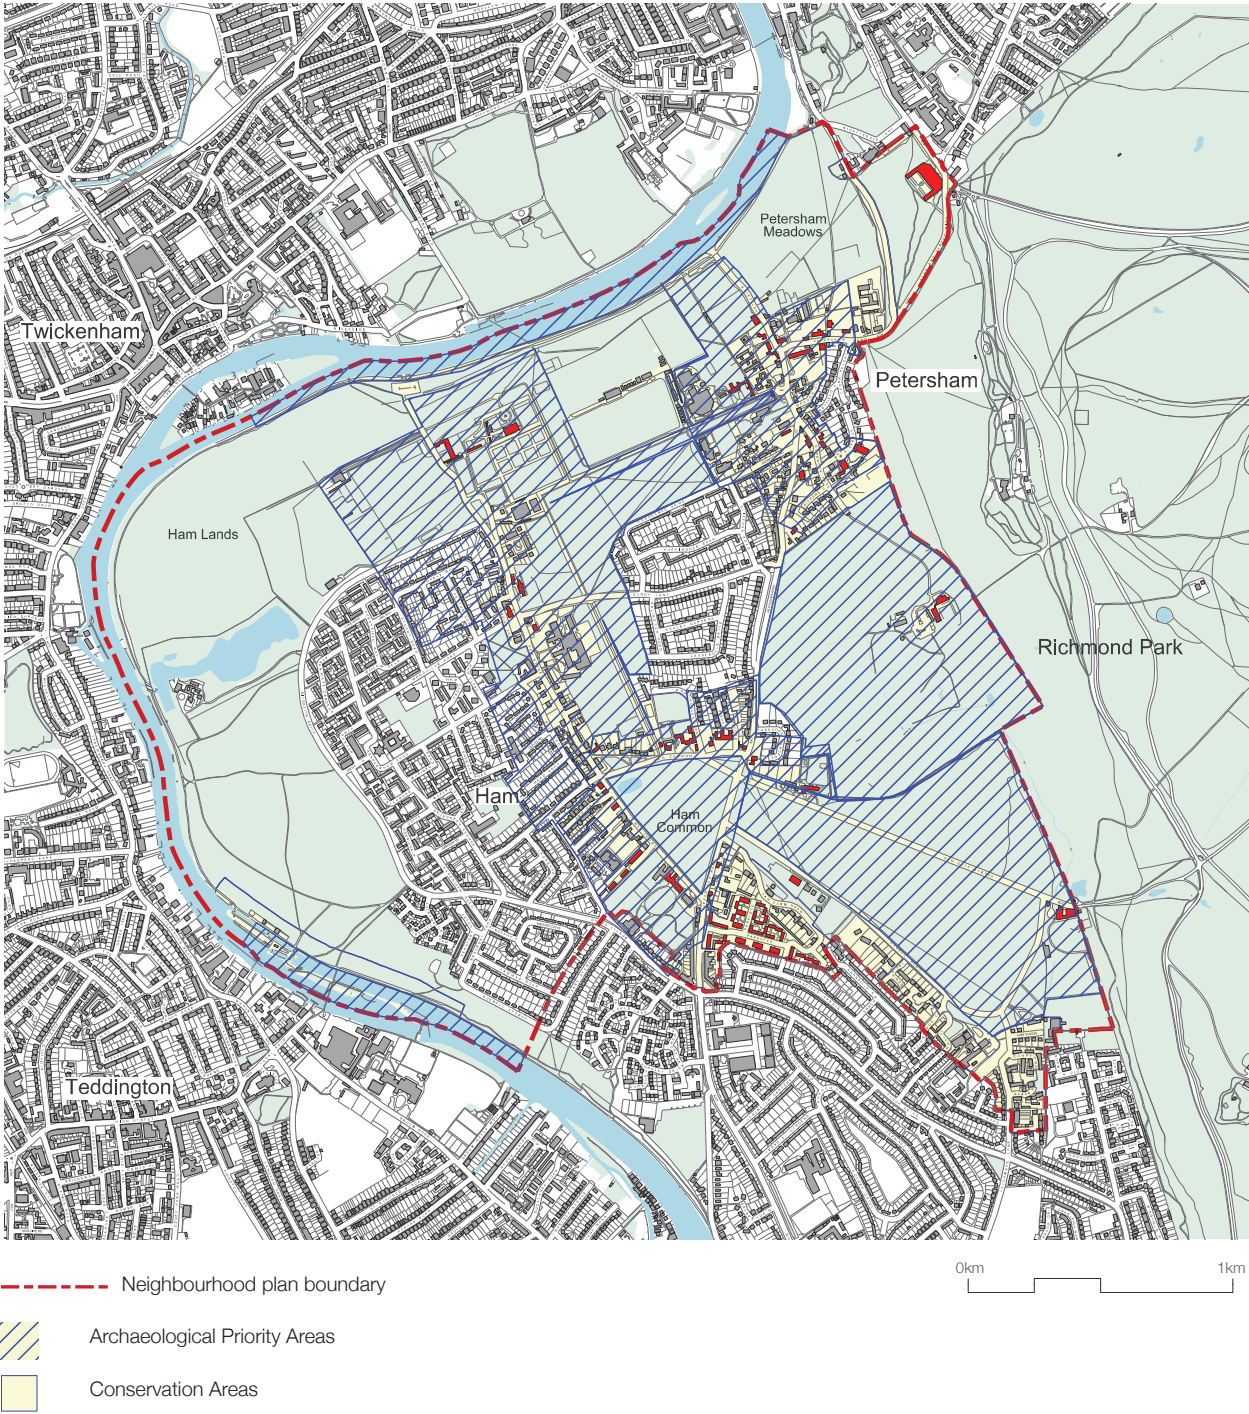 Petersham
Meadows
Twickenham
Petersham
Ham Lands
Richmond Park
Ham
Ham
Common
Teddington
0km
1km
Neighbourhood plan boundary
Archaeological Priority Areas
Conservation Areas